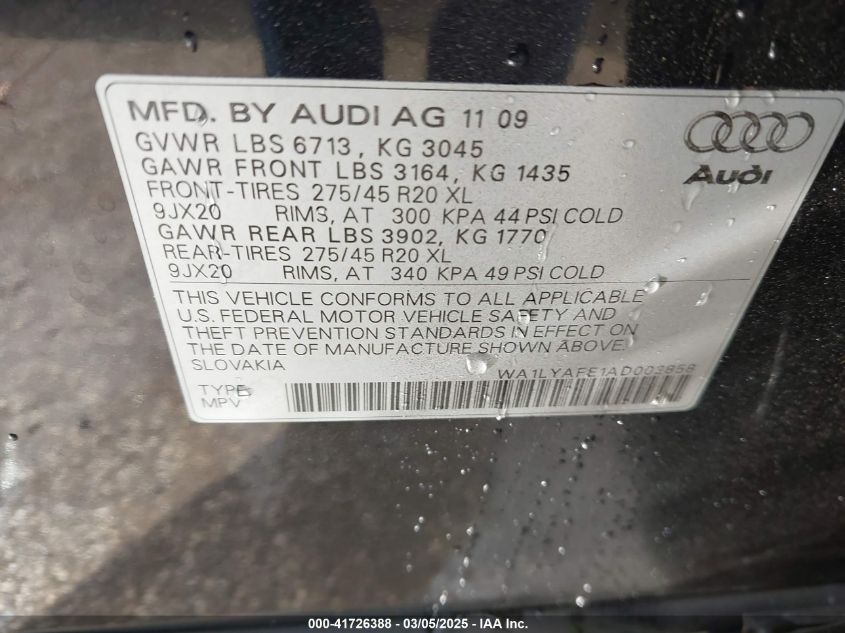 MFD. BY AUDI AG 11 09
GVWR LBS 6713, KG 3045
GAWR FRONT LBS 3164, KG 1435
FRONT-TIRES 275/45 R20 XL
9JX20 RIMS, AT 300 KPA 44 PSI COLD
GAWR REAR LBS 3902, KG 1770
REAR-TIRES 275/45 R20 XL
9JX20 RIMS, AT 340 KPA 49 PSI COLD
Audi
THIS VEHICLE CONFORMS TO ALL APPLICABLE
U.S. FEDERAL MOTOR VEHICLE SAFETY AND
THEFT PREVENTION STANDARDS IN EFFECT ON
THE DATE OF MANUFACTURE SHOWN ABOVE.
SLOVAKIA WA1LYAFE1AD003858
TYPE
MPV
000-41726388 - 03/05/2025 - IAA Inc.